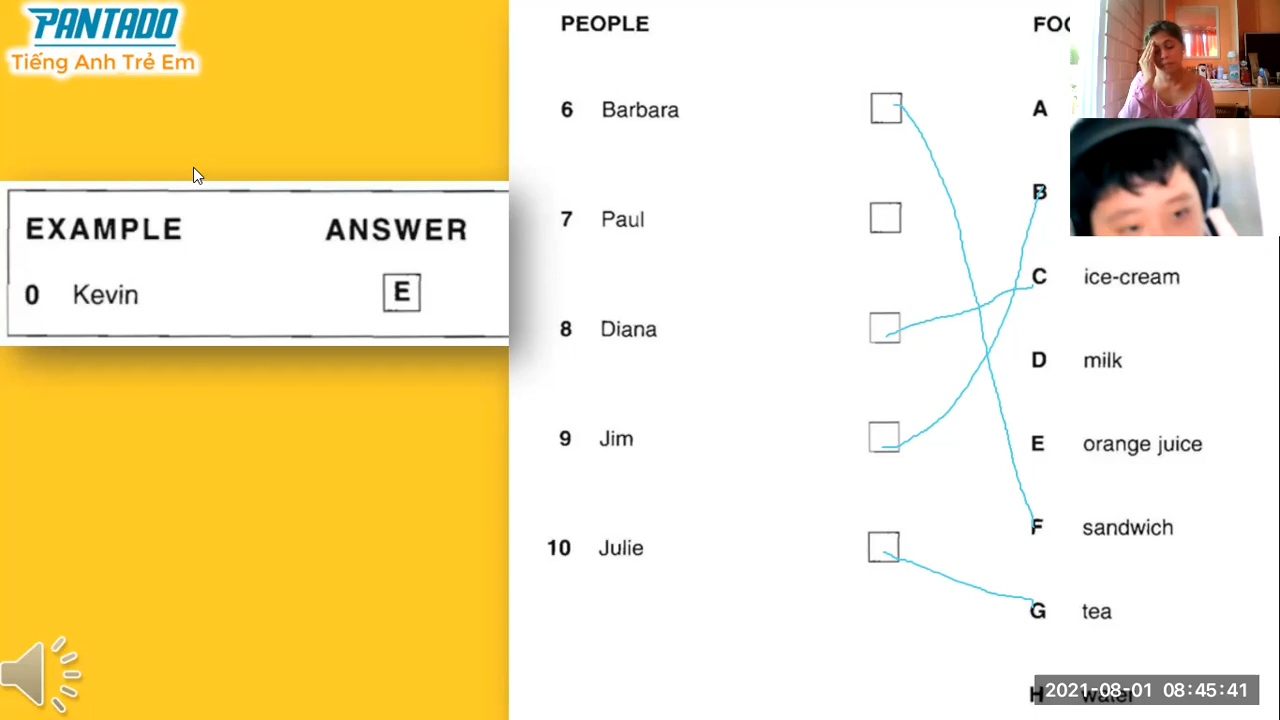 PANTADO
Tiếng Anh Trẻ Em
EXAMPLE ANSWER
0 Kevin E
PEOPLE
6 Barbara
7 Paul
8 Diana
9 Jim
10 Julie
A
B
C ice-cream
D milk
E orange juice
F sandwich
G tea
H water
2021-08-01 08:45:41